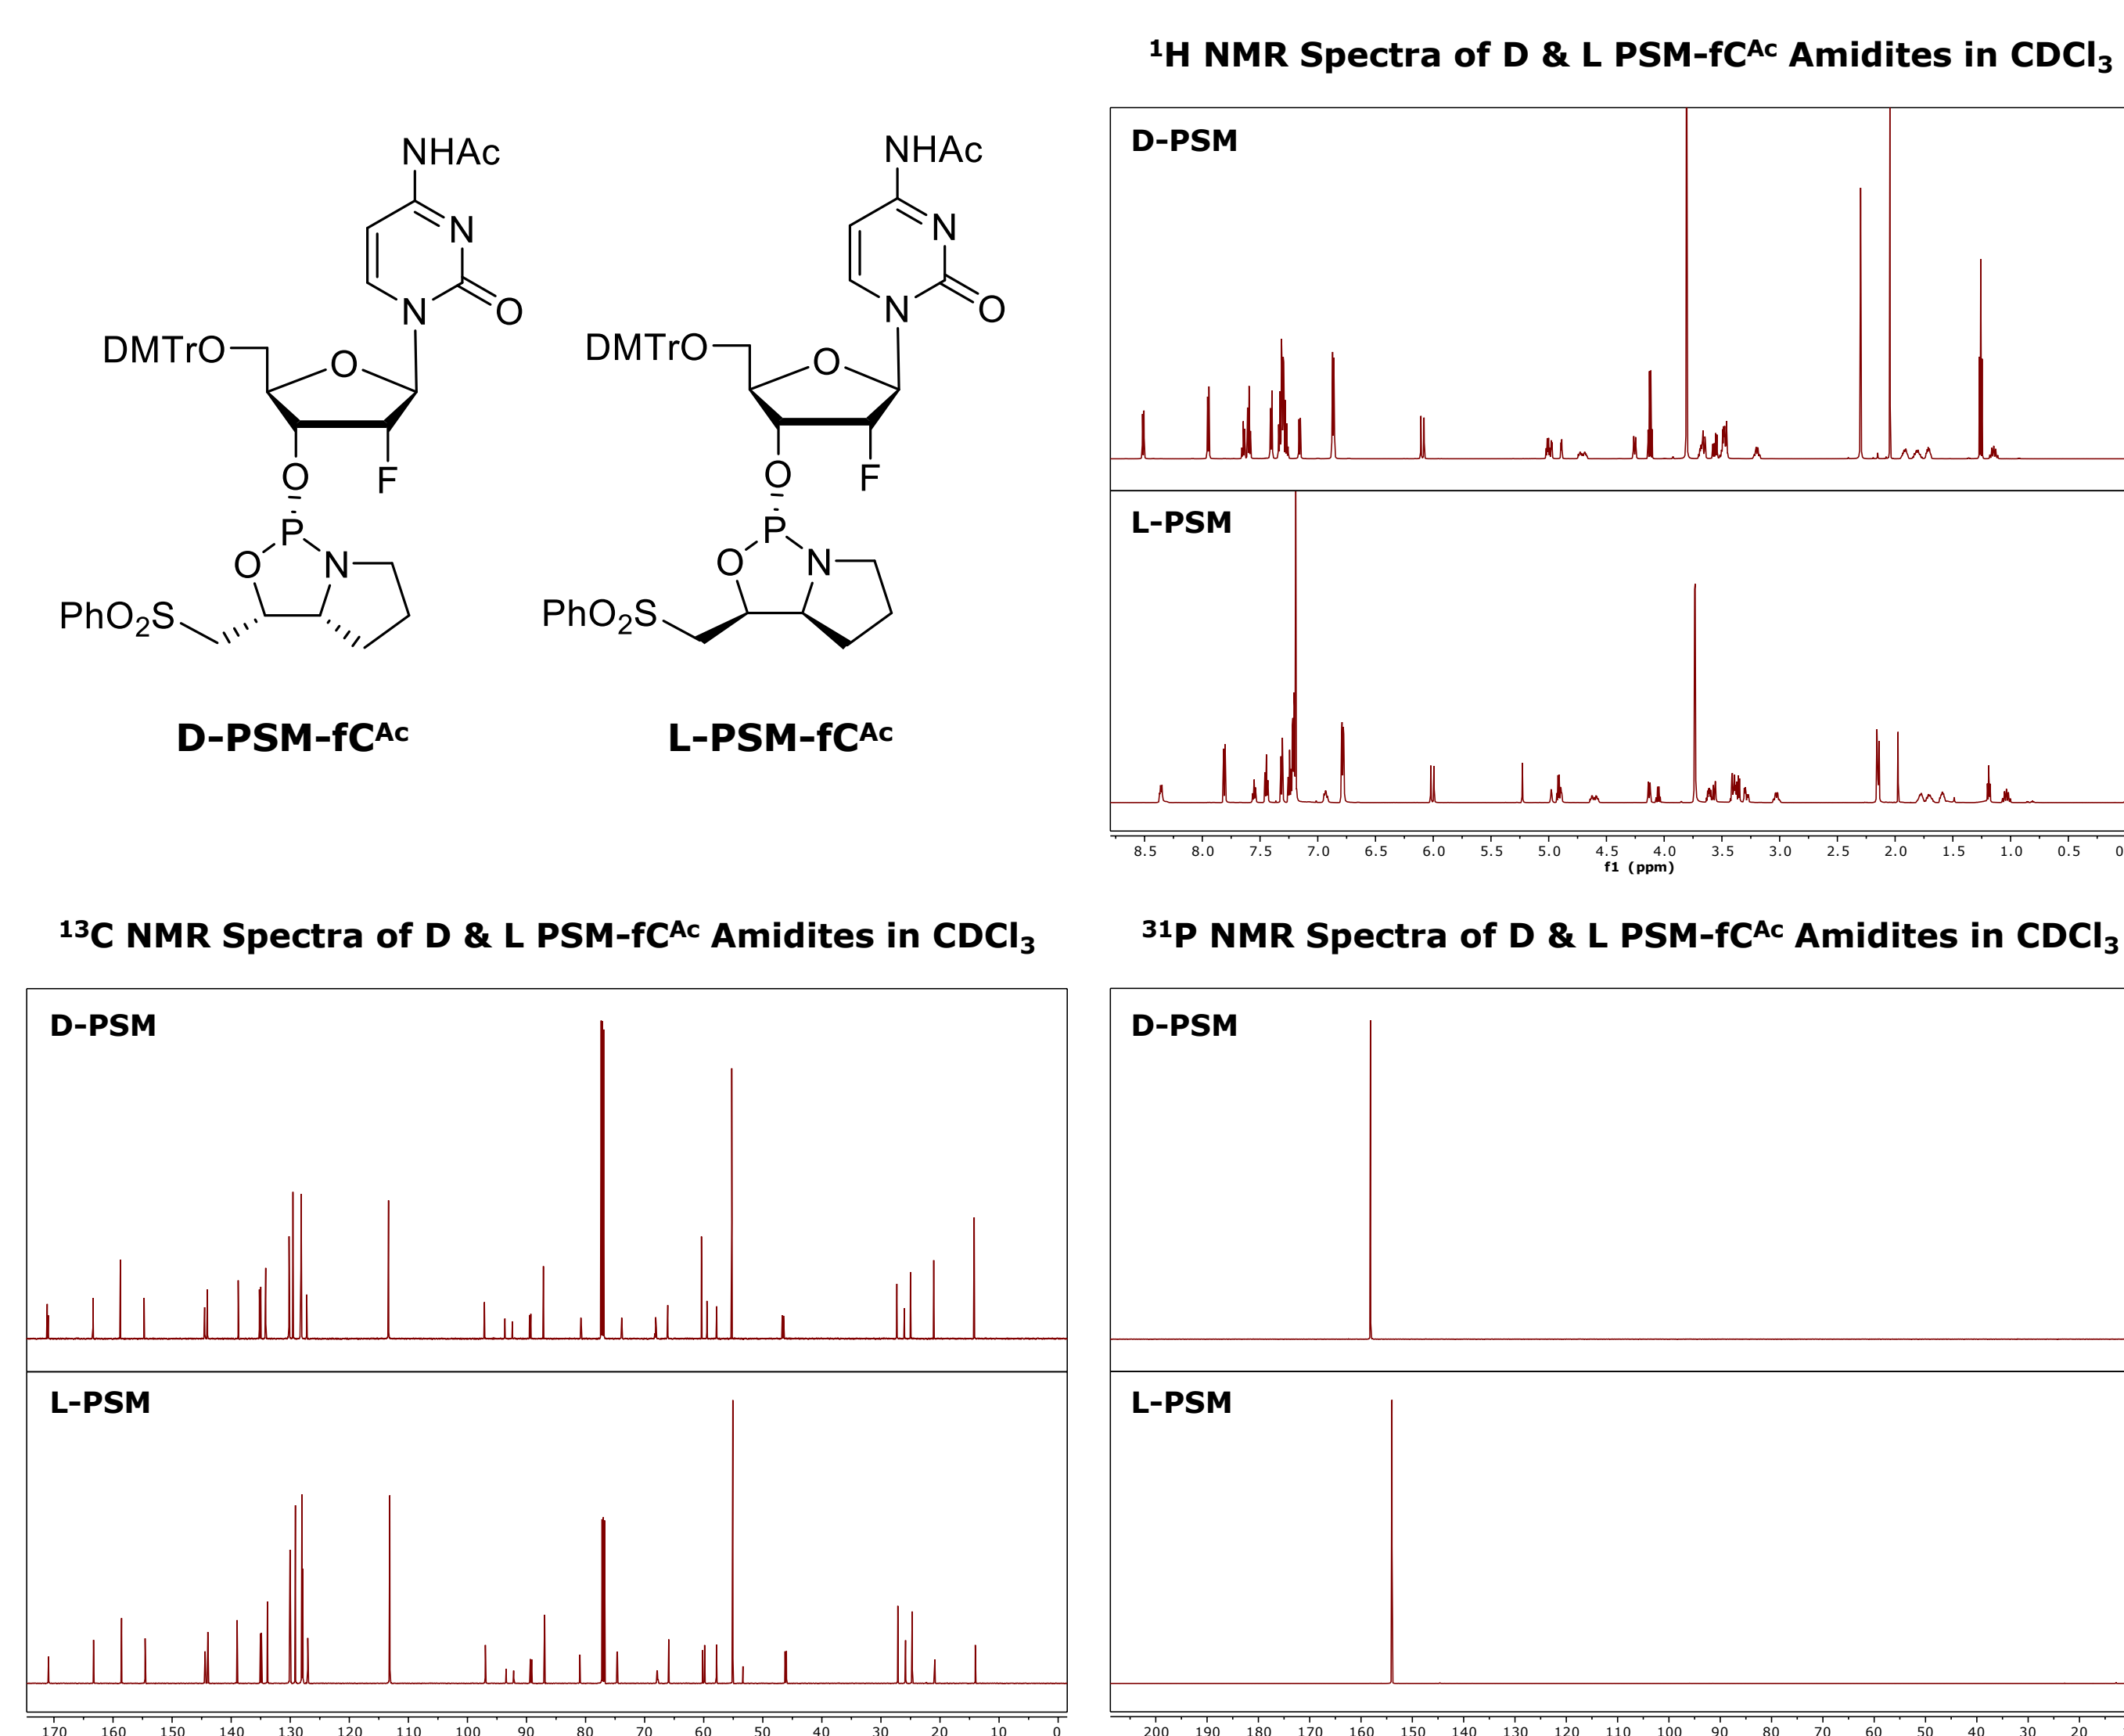 ¹H NMR Spectra of D & L PSM-fCᴬᶜ Amidites in CDCl₃
NHAc
N
N
O
DMTrO
O
O
F
P
O
N
PhO₂S
D-PSM-fCᴬᶜ
NHAc
N
N
O
DMTrO
O
O
F
P
O
N
PhO₂S
L-PSM-fCᴬᶜ
D-PSM
L-PSM
8.5 8.0 7.5 7.0 6.5 6.0 5.5 5.0 4.5 4.0 3.5 3.0 2.5 2.0 1.5 1.0 0.5 0
f1 (ppm)
¹³C NMR Spectra of D & L PSM-fCᴬᶜ Amidites in CDCl₃
D-PSM
L-PSM
170 160 150 140 130 120 110 100 90 80 70 60 50 40 30 20 10 0
³¹P NMR Spectra of D & L PSM-fCᴬᶜ Amidites in CDCl₃
D-PSM
L-PSM
200 190 180 170 160 150 140 130 120 110 100 90 80 70 60 50 40 30 20